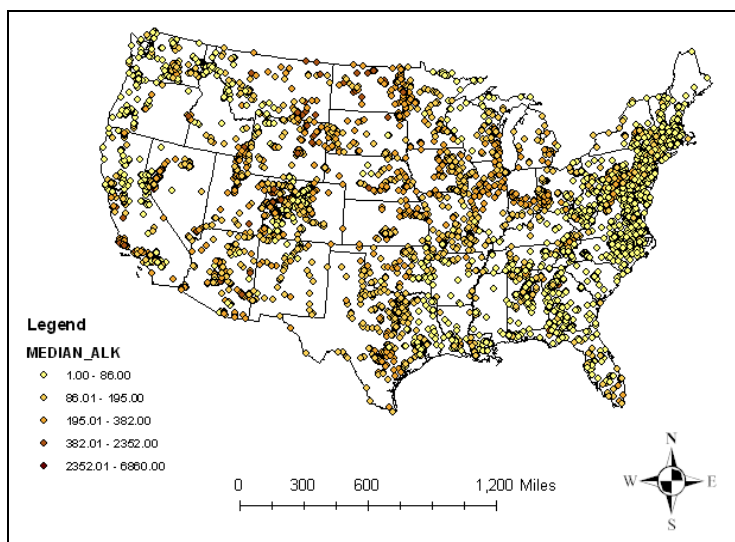 Legend
MEDIAN_ALK
1.00 - 86.00
86.01 - 195.00
195.01 - 382.00
382.01 - 2352.00
2352.01 - 6860.00
0 300 600 1,200 Miles
N
W E
S